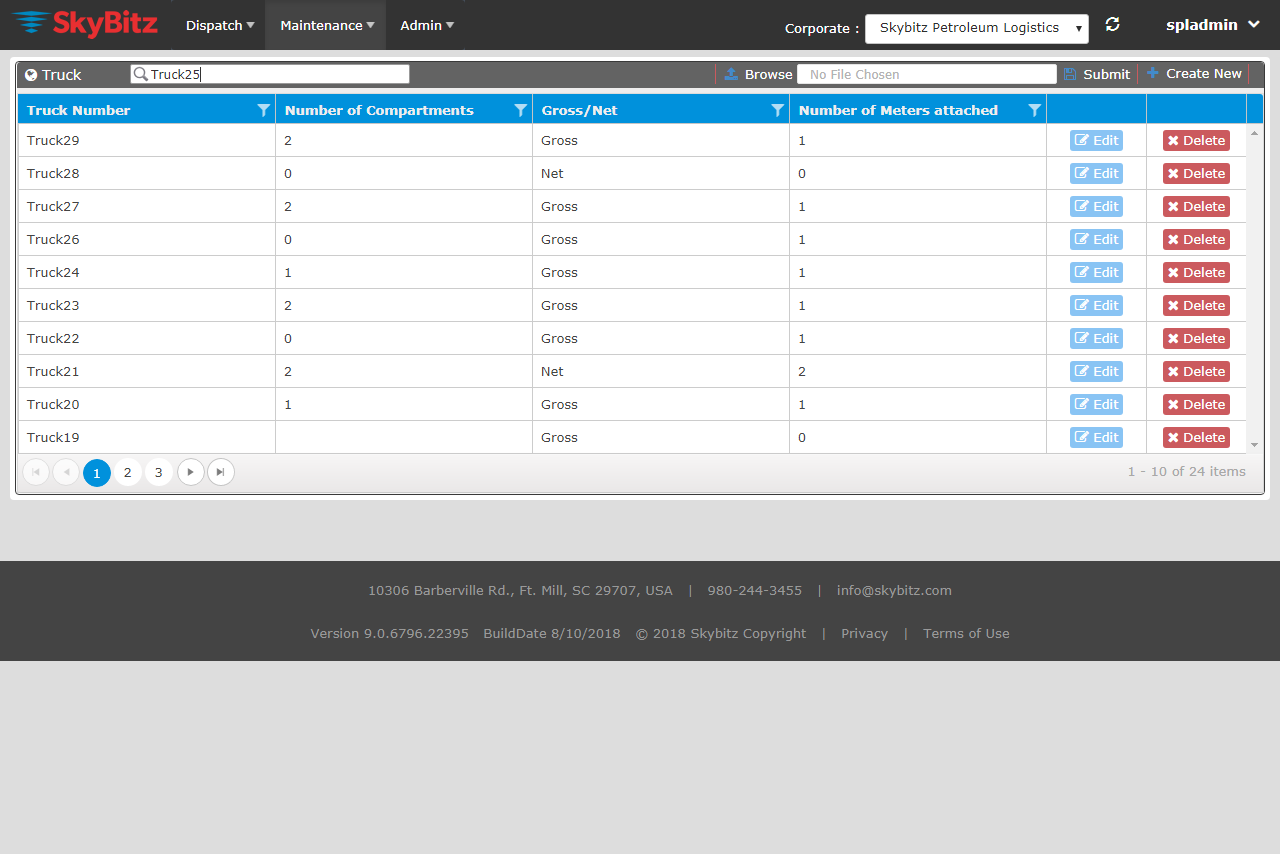 SkyBitz Dispatch Maintenance Admin Corporate : Skybitz Petroleum Logistics spladmin
Truck Truck25 Browse No File Chosen Submit Create New
Truck Number Number of Compartments Gross/Net Number of Meters attached
Truck29 2 Gross 1 Edit Delete
Truck28 0 Net 0 Edit Delete
Truck27 2 Gross 1 Edit Delete
Truck26 0 Gross 1 Edit Delete
Truck24 1 Gross 1 Edit Delete
Truck23 2 Gross 1 Edit Delete
Truck22 0 Gross 1 Edit Delete
Truck21 2 Net 2 Edit Delete
Truck20 1 Gross 1 Edit Delete
Truck19 Gross 0 Edit Delete
1 2 3 1 - 10 of 24 items
10306 Barberville Rd., Ft. Mill, SC 29707, USA | 980-244-3455 | info@skybitz.com
Version 9.0.6796.22395 BuildDate 8/10/2018 © 2018 Skybitz Copyright | Privacy | Terms of Use